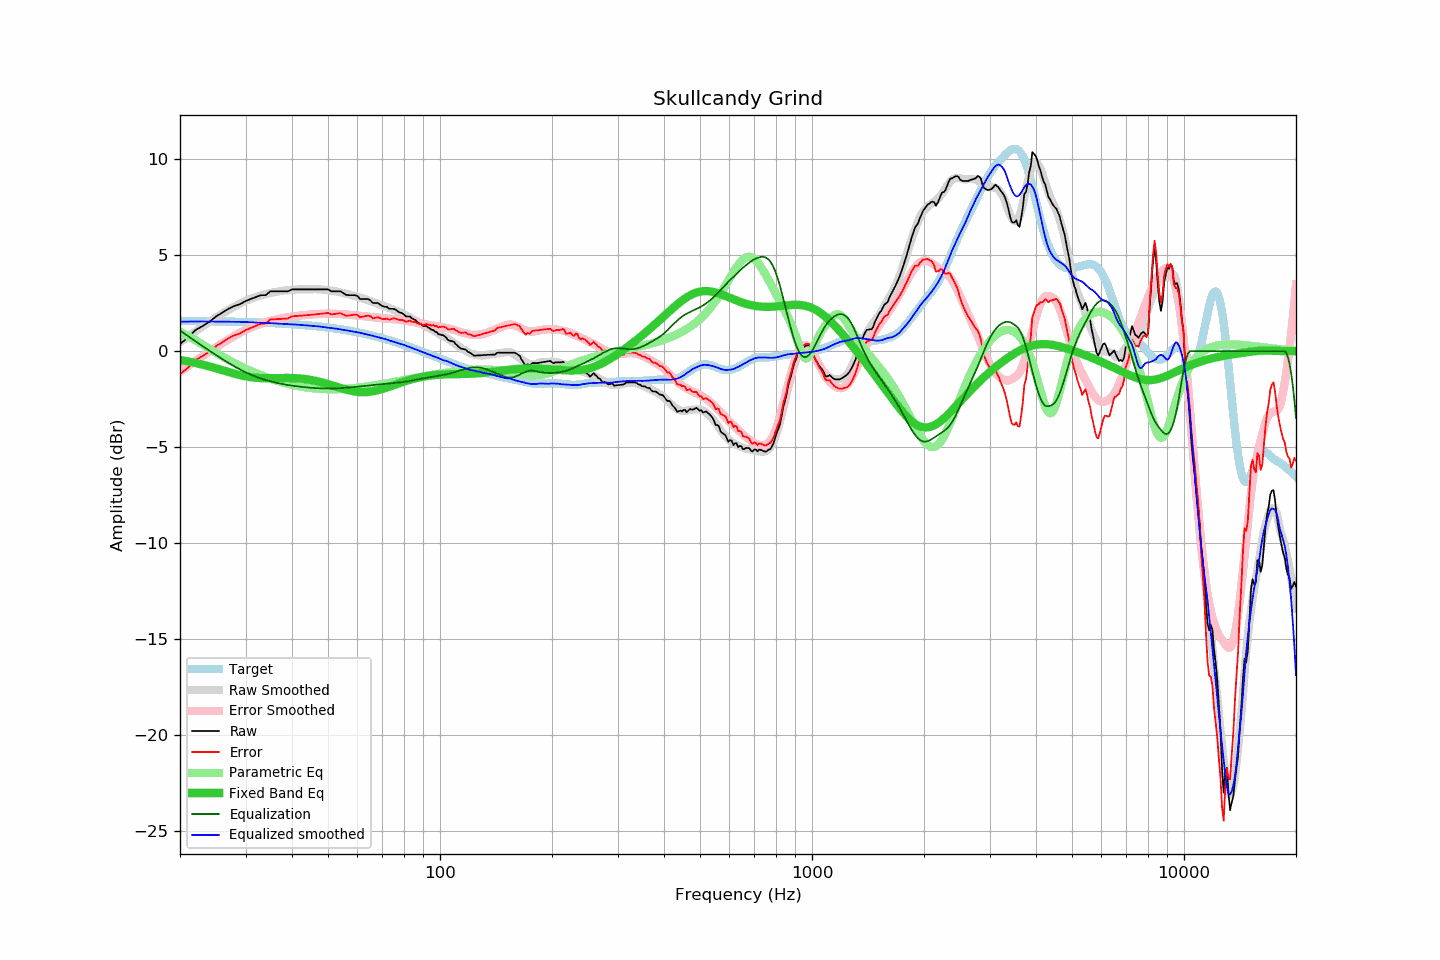 Skullcandy Grind
Amplitude (dBr)
10
5
0
−5
−10
−15
−20
−25
Target
Raw Smoothed
Error Smoothed
Raw
Error
Parametric Eq
Fixed Band Eq
Equalization
Equalized smoothed
100
1000
10000
Frequency (Hz)